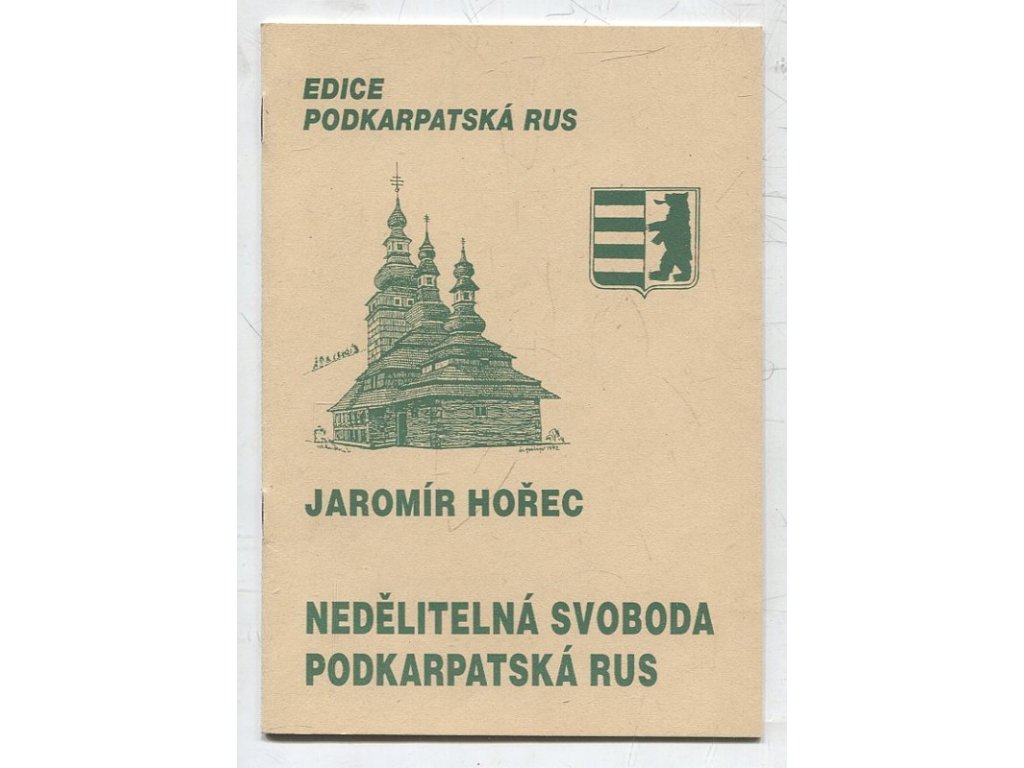 EDICE
PODKARPATSKÁ RUS
JAROMÍR HOŘEC
NEDĚLITELNÁ SVOBODA
PODKARPATSKÁ RUS